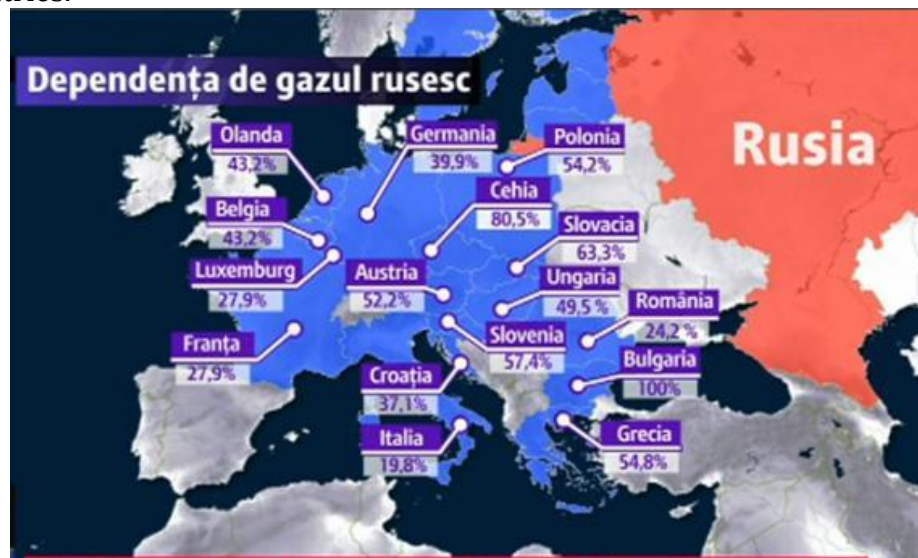 Dependența de gazul rusesc
Rusia
Olanda
43,2%
Germania
39,9%
Polonia
54,2%
Belgia
43,2%
Cehia
80,5%
Slovacia
63,3%
Luxemburg
27,9%
Austria
52,2%
Ungaria
49,5%
România
24,2 %
Franța
27,9%
Slovenia
57,4%
Bulgaria
100%
Croația
37,1%
Italia
19,8%
Grecia
54,8%